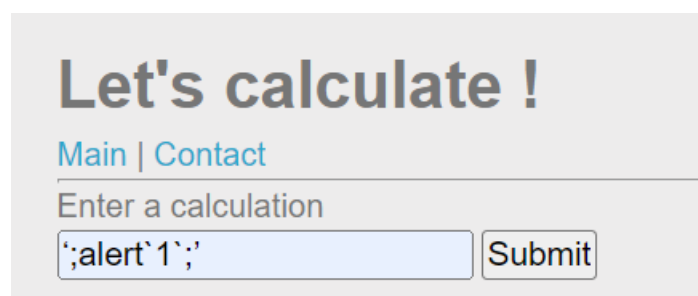 Let's calculate !
Main | Contact
Enter a calculation
‘;alert`1`;’ Submit